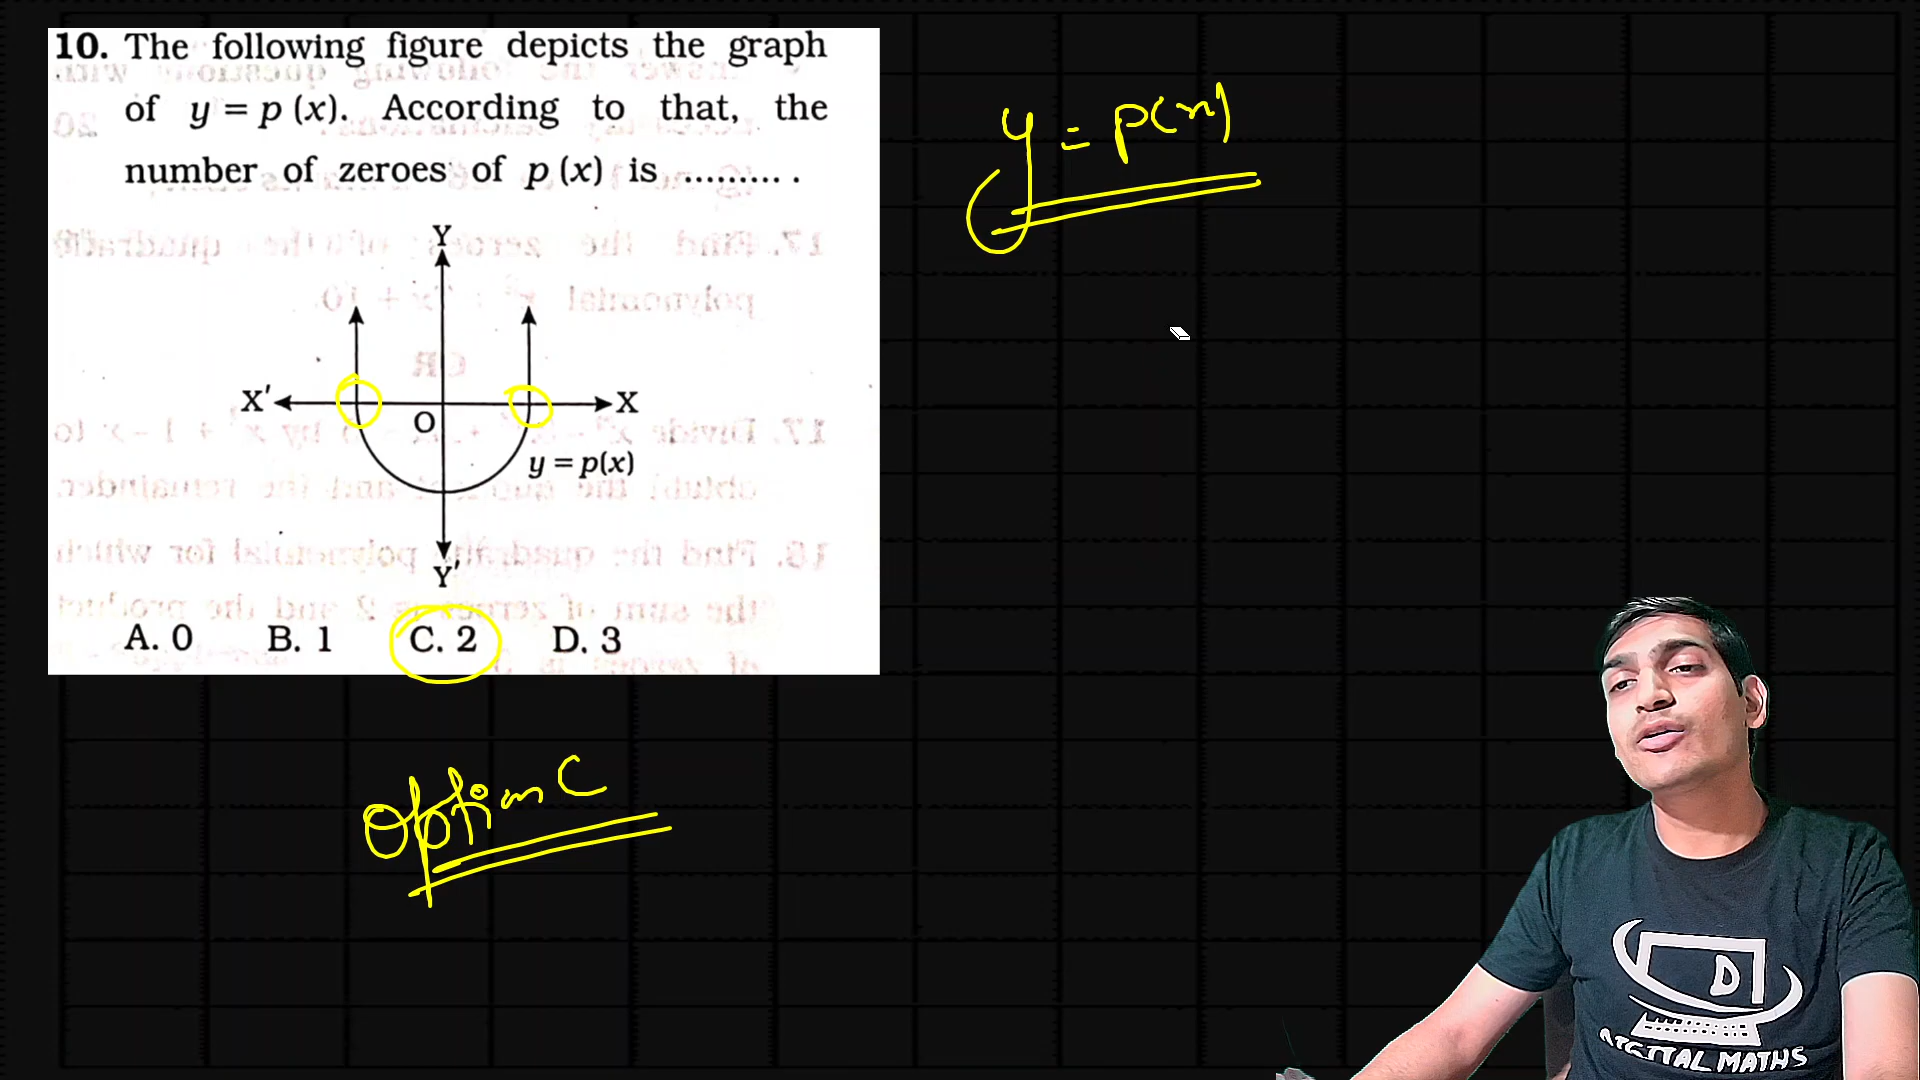 10. The following figure depicts the graph
of y = p (x). According to that, the
number of zeroes of p (x) is ......... .
Y
X' O X
y = p(x)
Y'
A. 0 B. 1 C. 2 D. 3
y = p(x)
Option C
D
DIGITAL MATHS